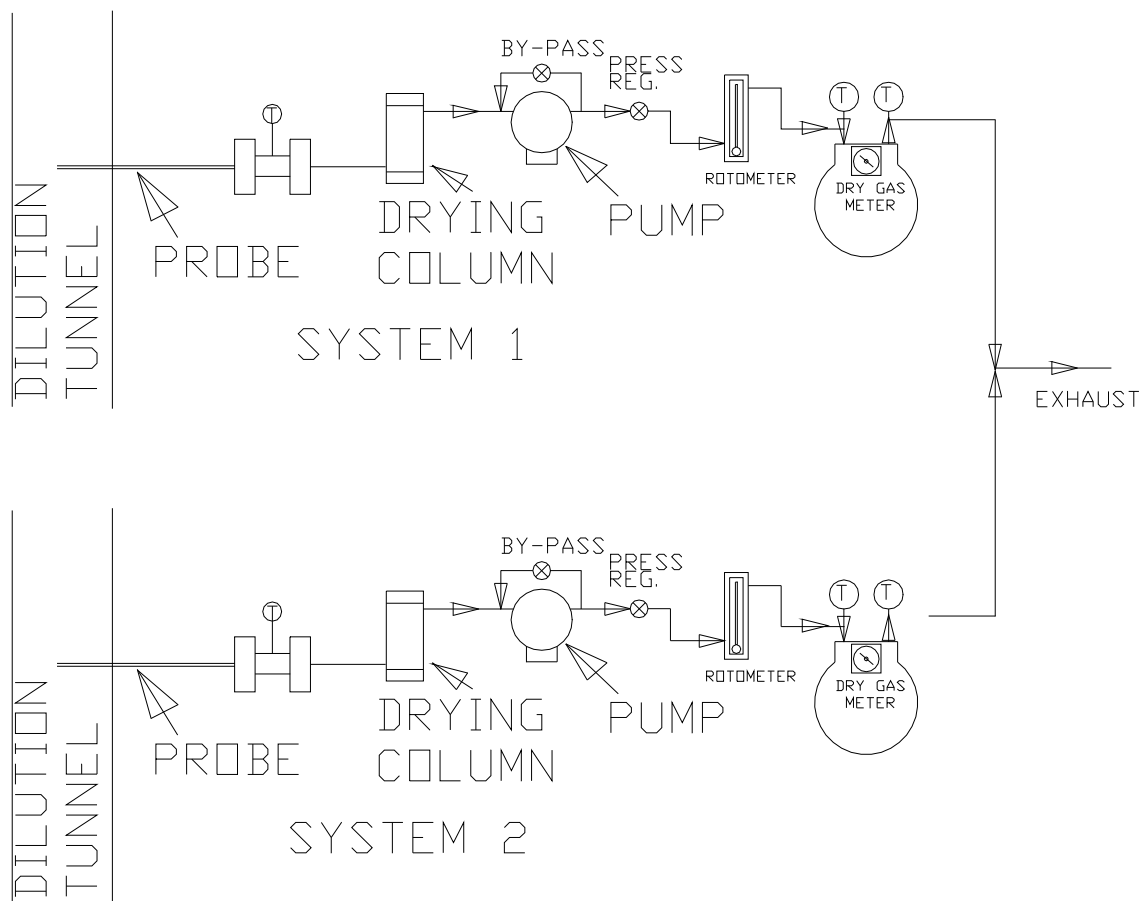 BY-PASS
PRESS
REG.
T
T
T
ROTOMETER
DRY GAS
METER
DRYING
COLUMN
PUMP
PROBE
DILUTION
TUNNEL
SYSTEM 1
EXHAUST
BY-PASS
PRESS
REG.
T
T
T
ROTOMETER
DRY GAS
METER
DRYING
COLUMN
PUMP
PROBE
DILUTION
TUNNEL
SYSTEM 2